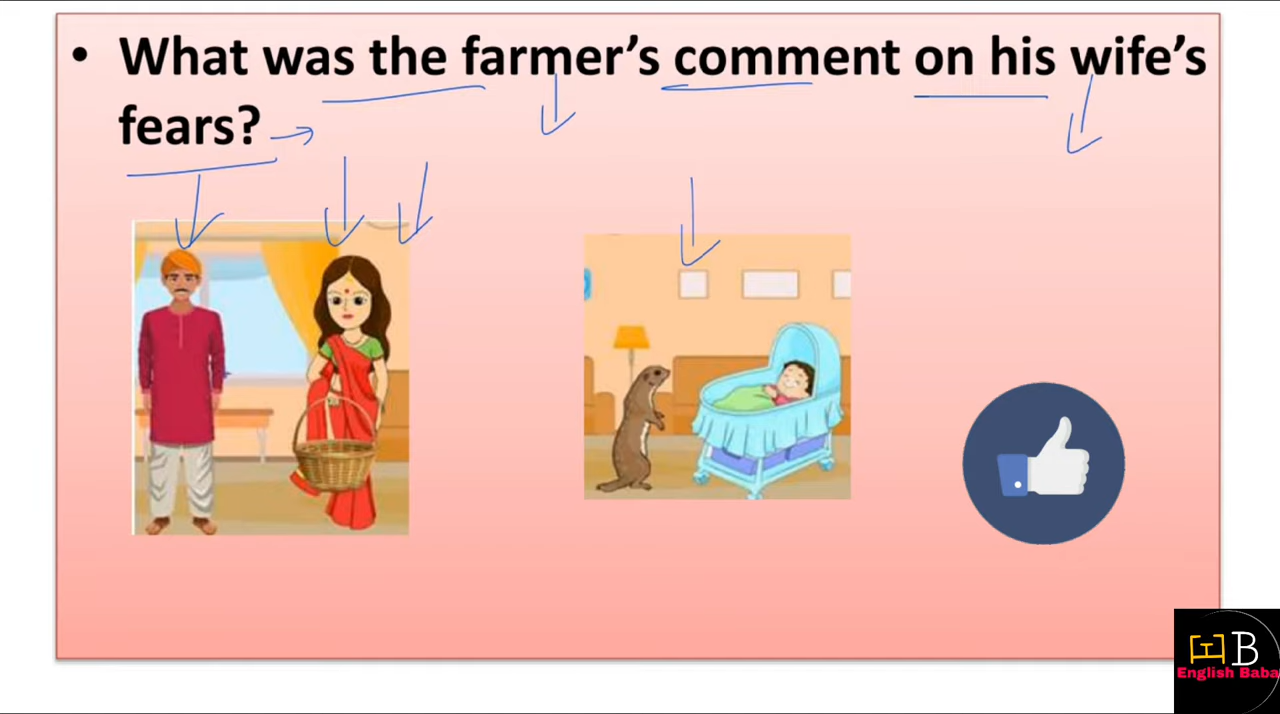 • What was the farmer's comment on his wife's
fears?
B
English Baba